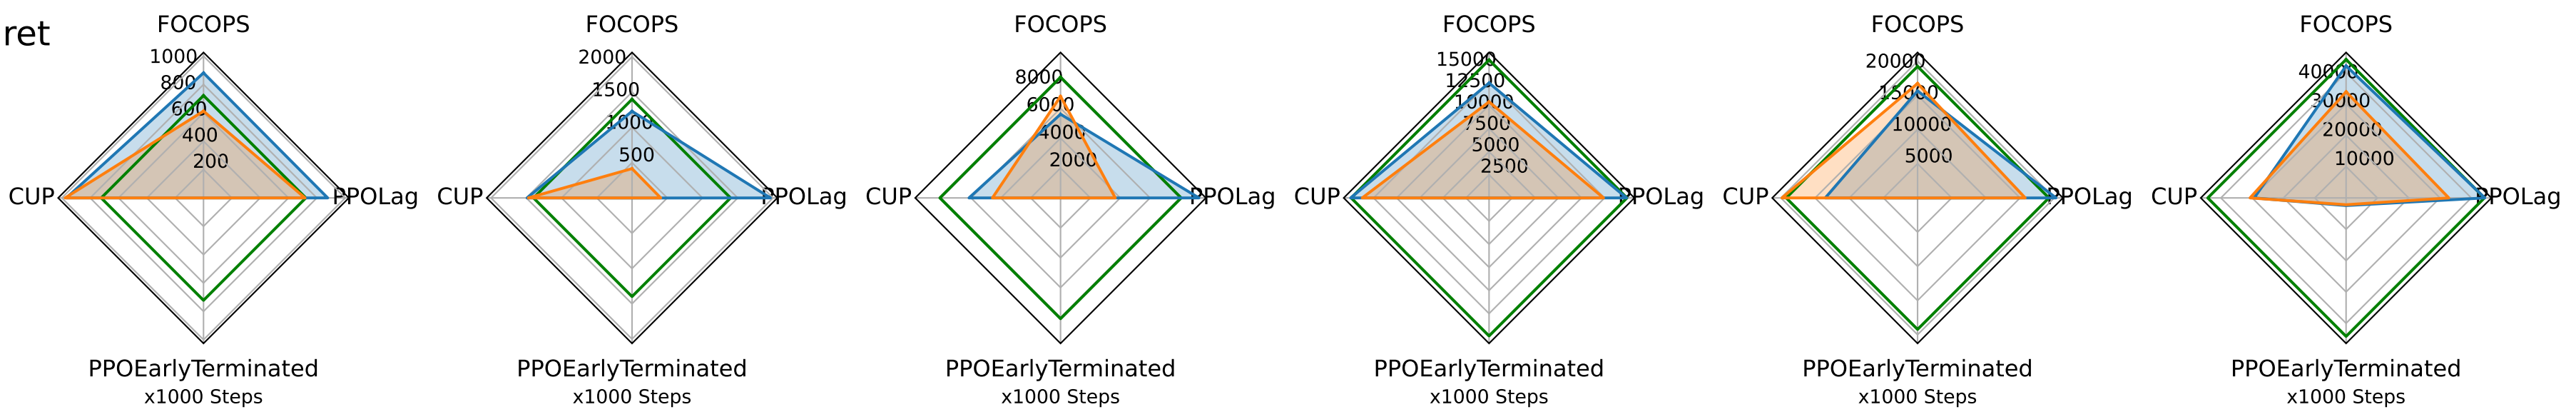 ret
FOCOPS
1000
800
600
400
200
CUP
PPOLag
PPOEarlyTerminated
x1000 Steps
FOCOPS
2000
1500
1000
500
CUP
PPOLag
PPOEarlyTerminated
x1000 Steps
FOCOPS
8000
6000
4000
2000
CUP
PPOLag
PPOEarlyTerminated
x1000 Steps
FOCOPS
15000
12500
10000
7500
5000
2500
CUP
PPOLag
PPOEarlyTerminated
x1000 Steps
FOCOPS
20000
15000
10000
5000
CUP
PPOLag
PPOEarlyTerminated
x1000 Steps
FOCOPS
40000
30000
20000
10000
CUP
PPOLag
PPOEarlyTerminated
x1000 Steps